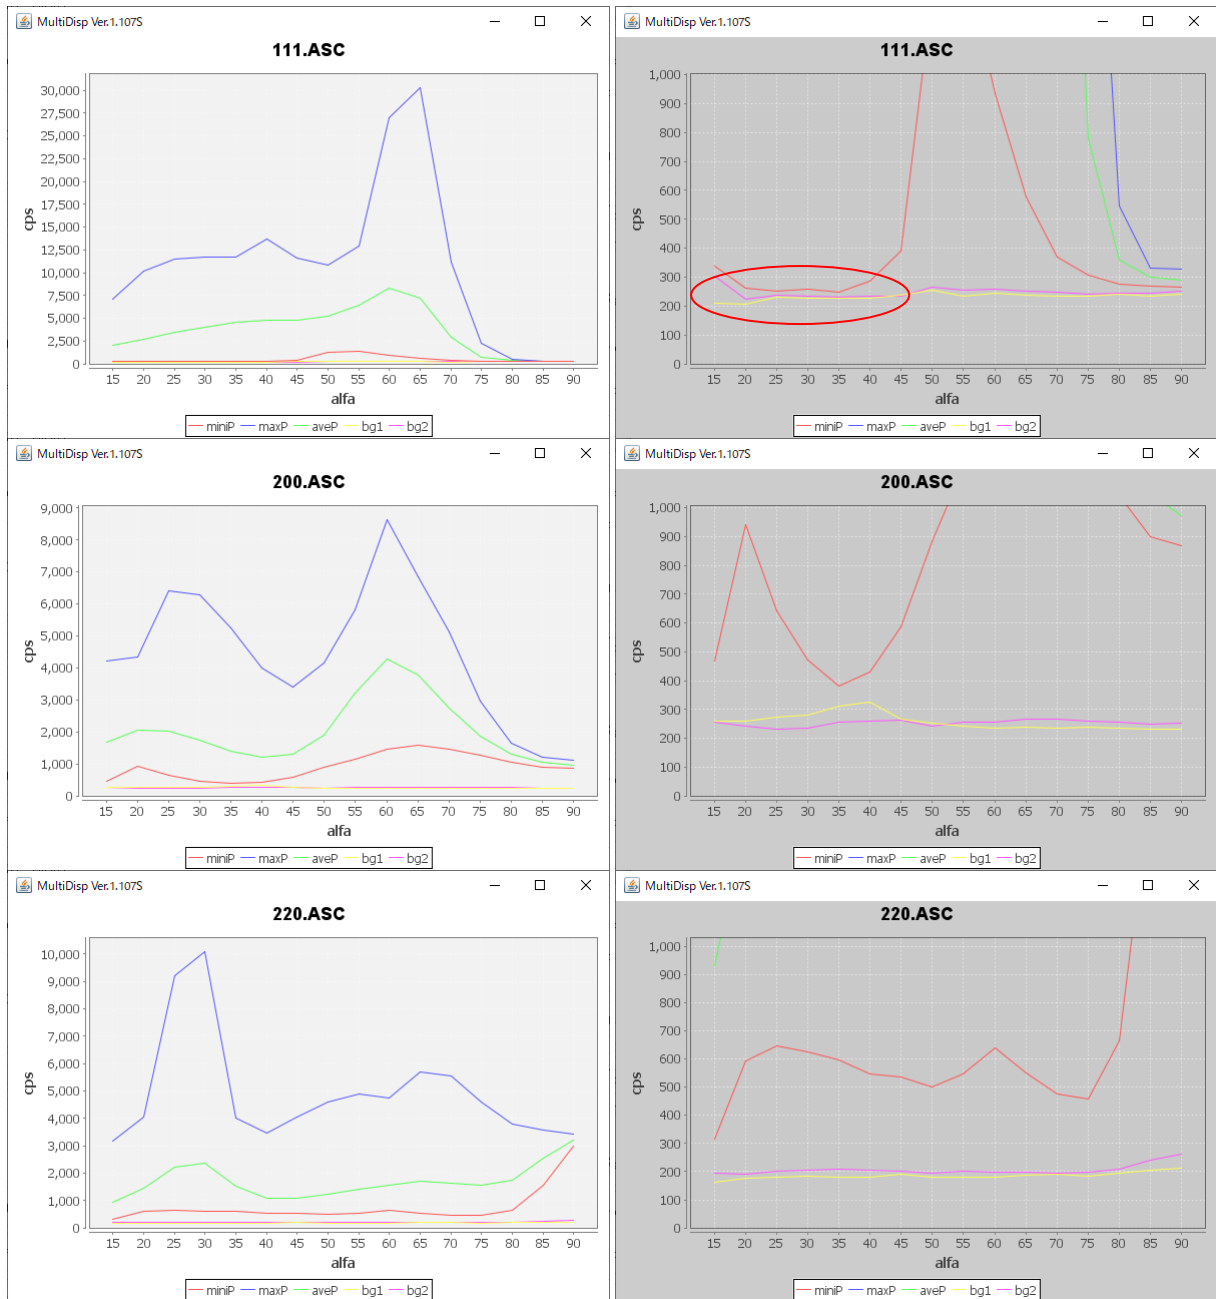 MultiDisp Ver.1.107S
111.ASC
30,000
27,500
25,000
22,500
20,000
17,500
15,000
12,500
10,000
7,500
5,000
2,500
0
cps
15 20 25 30 35 40 45 50 55 60 65 70 75 80 85 90
alfa
miniP maxP aveP bg1 bg2
MultiDisp Ver.1.107S
111.ASC
1,000
900
800
700
600
500
400
300
200
100
0
cps
15 20 25 30 35 40 45 50 55 60 65 70 75 80 85 90
alfa
miniP maxP aveP bg1 bg2
MultiDisp Ver.1.107S
200.ASC
9,000
8,000
7,000
6,000
5,000
4,000
3,000
2,000
1,000
0
cps
15 20 25 30 35 40 45 50 55 60 65 70 75 80 85 90
alfa
miniP maxP aveP bg1 bg2
MultiDisp Ver.1.107S
200.ASC
1,000
900
800
700
600
500
400
300
200
100
0
cps
15 20 25 30 35 40 45 50 55 60 65 70 75 80 85 90
alfa
miniP maxP aveP bg1 bg2
MultiDisp Ver.1.107S
220.ASC
10,000
9,000
8,000
7,000
6,000
5,000
4,000
3,000
2,000
1,000
0
cps
15 20 25 30 35 40 45 50 55 60 65 70 75 80 85 90
alfa
miniP maxP aveP bg1 bg2
MultiDisp Ver.1.107S
220.ASC
1,000
900
800
700
600
500
400
300
200
100
0
cps
15 20 25 30 35 40 45 50 55 60 65 70 75 80 85 90
alfa
miniP maxP aveP bg1 bg2